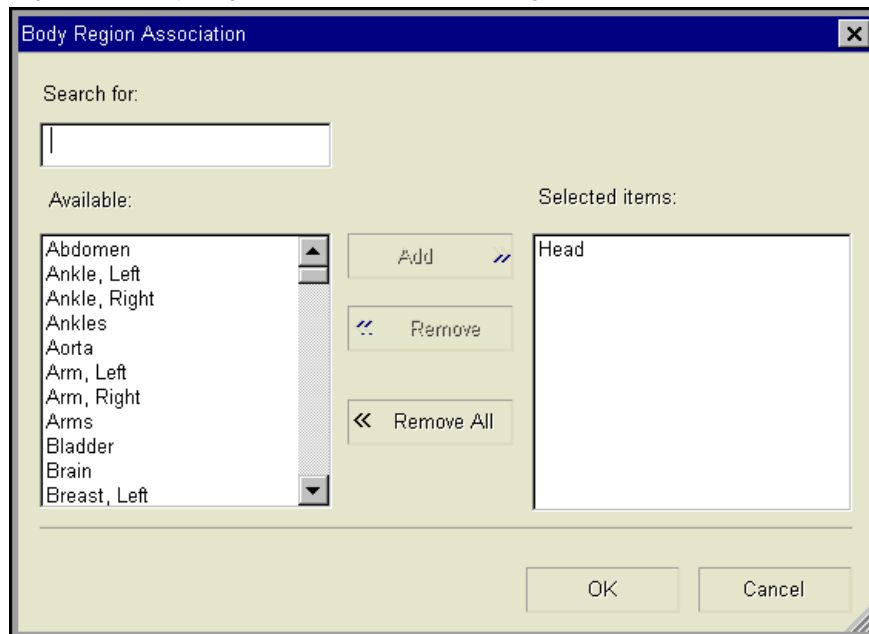 Body Region Association
Search for:
Available:
Selected items:
Abdomen
Ankle, Left
Ankle, Right
Ankles
Aorta
Arm, Left
Arm, Right
Arms
Bladder
Brain
Breast, Left
Add »
« Remove
« Remove All
Head
OK
Cancel